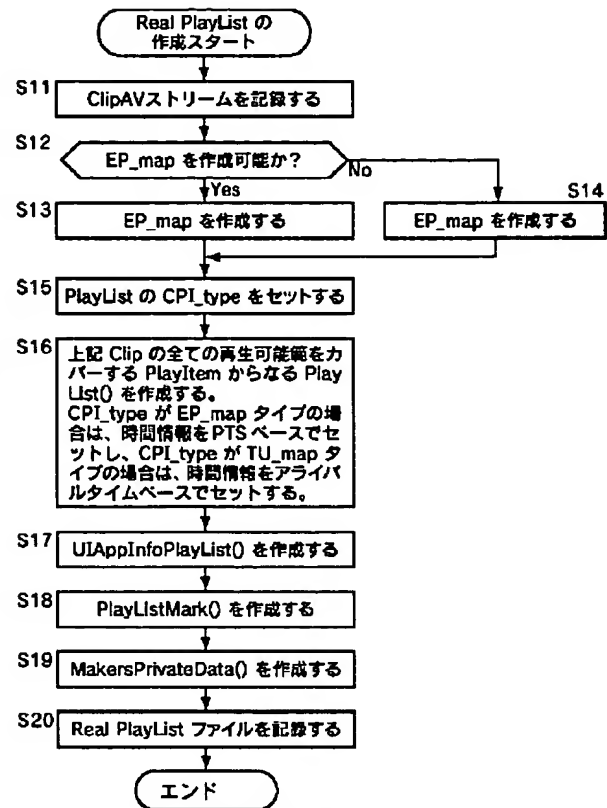 Real PlayList の
作成スタート
S11
ClipAVストリームを記録する
S12
EP_map を作成可能か？
No
Yes
S13
EP_map を作成する
S14
EP_map を作成する
S15
PlayList の CPI_type をセットする
S16
上記 Clip の全ての再生可能範をカ
バーする PlayItem からなる Play
List() を作成する。
CPI_type が EP_map タイプの場
合は、時間情報を PTS ベースでセ
ットし、CPI_type が TU_map タ
イプの場合は、時間情報をアライバ
ルタイムベースでセットする。
S17
UIAppInfoPlayList() を作成する
S18
PlayListMark() を作成する
S19
MakersPrivateData() を作成する
S20
Real PlayList ファイルを記録する
エンド